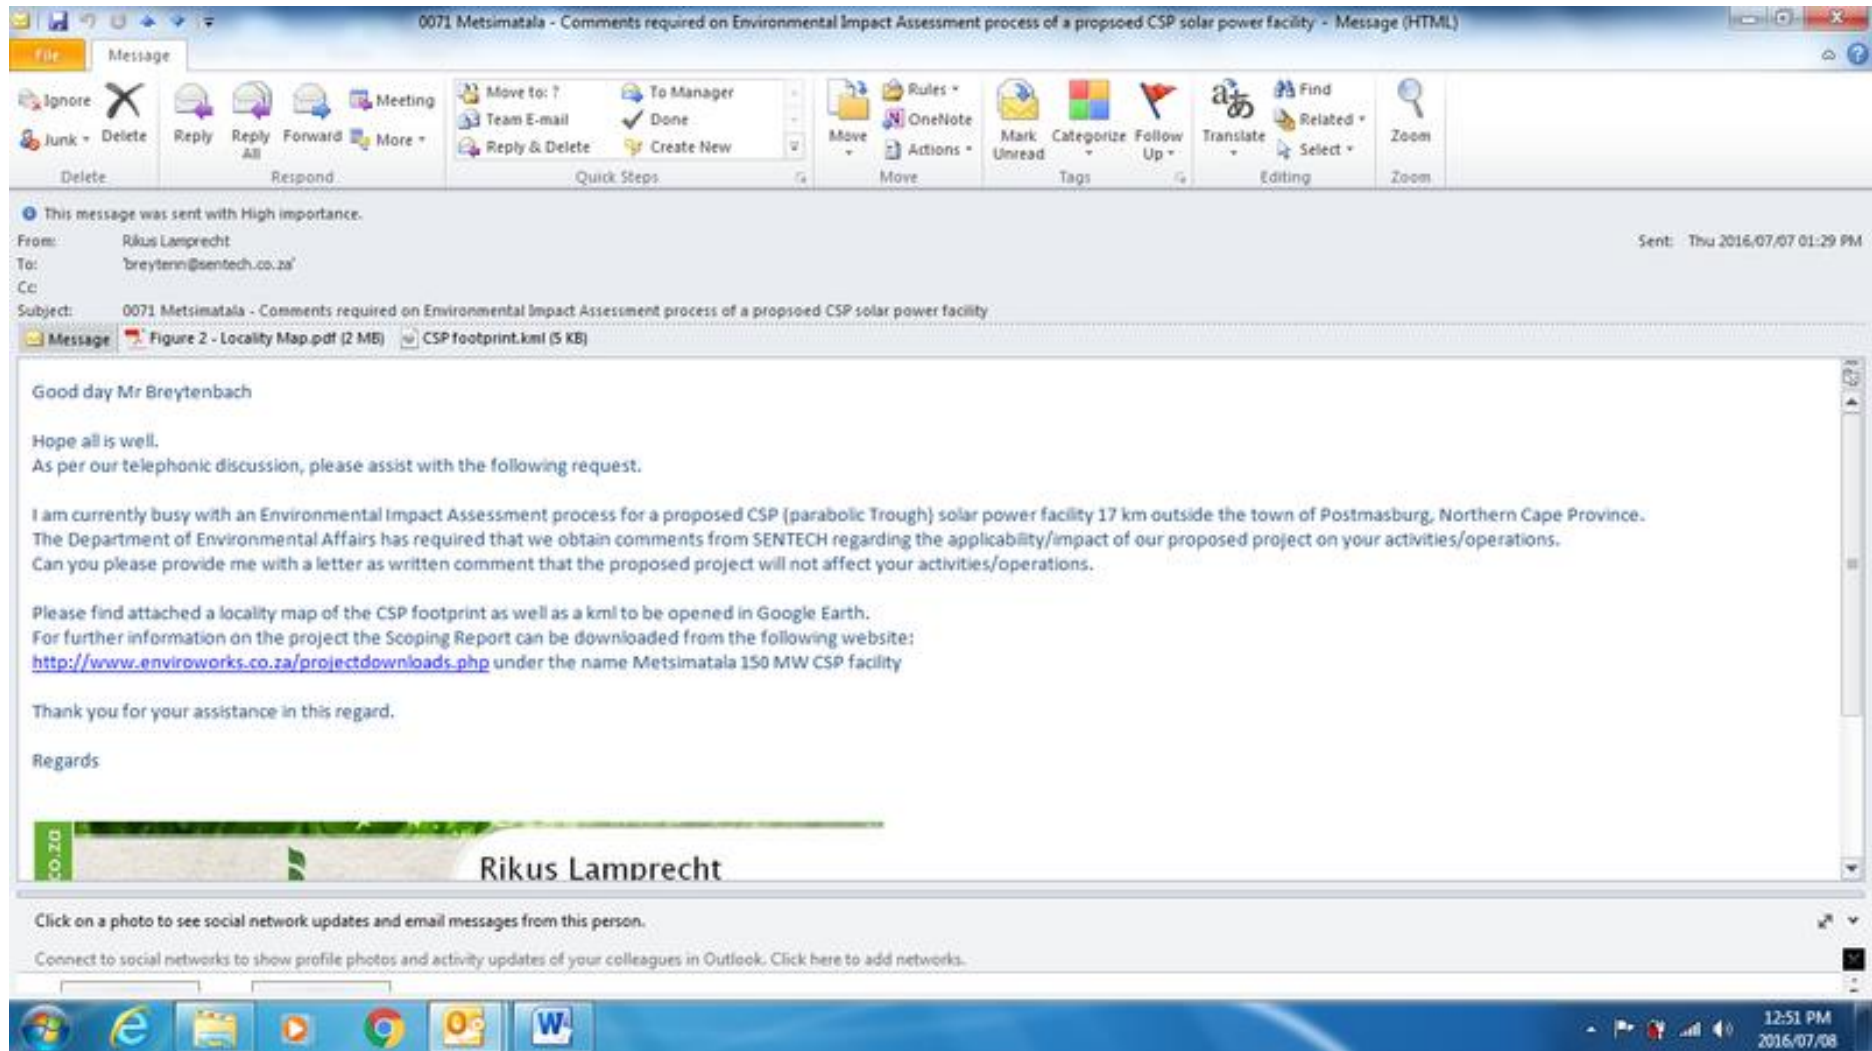 0071 Metsimatala - Comments required on Environmental Impact Assessment process of a propsoed CSP solar power facility - Message (HTML)
File Message
Ignore
Junk
Delete
Reply
Reply All
Forward
Meeting
More
Move to: ?
Team E-mail
Reply & Delete
To Manager
Done
Create New
Move
Rules
OneNote
Actions
Mark Unread
Categorize
Follow Up
Translate
Find
Related
Select
Zoom
Delete Respond Quick Steps Move Tags Editing Zoom
This message was sent with High importance.
From: Rikus Lamprecht Sent: Thu 2016/07/07 01:29 PM
To: 'breytenn@sentech.co.za'
Cc:
Subject: 0071 Metsimatala - Comments required on Environmental Impact Assessment process of a propsoed CSP solar power facility
Message Figure 2 - Locality Map.pdf (2 MB) CSP footprint.kml (5 KB)
Good day Mr Breytenbach
Hope all is well.
As per our telephonic discussion, please assist with the following request.
I am currently busy with an Environmental Impact Assessment process for a proposed CSP (parabolic Trough) solar power facility 17 km outside the town of Postmasburg, Northern Cape Province.
The Department of Environmental Affairs has required that we obtain comments from SENTECH regarding the applicability/impact of our proposed project on your activities/operations.
Can you please provide me with a letter as written comment that the proposed project will not affect your activities/operations.
Please find attached a locality map of the CSP footprint as well as a kml to be opened in Google Earth.
For further information on the project the Scoping Report can be downloaded from the following website:
http://www.enviroworks.co.za/projectdownloads.php under the name Metsimatala 150 MW CSP facility
Thank you for your assistance in this regard.
Regards
co.za
Rikus Lamprecht
Click on a photo to see social network updates and email messages from this person.
Connect to social networks to show profile photos and activity updates of your colleagues in Outlook. Click here to add networks.
12:51 PM
2016/07/08